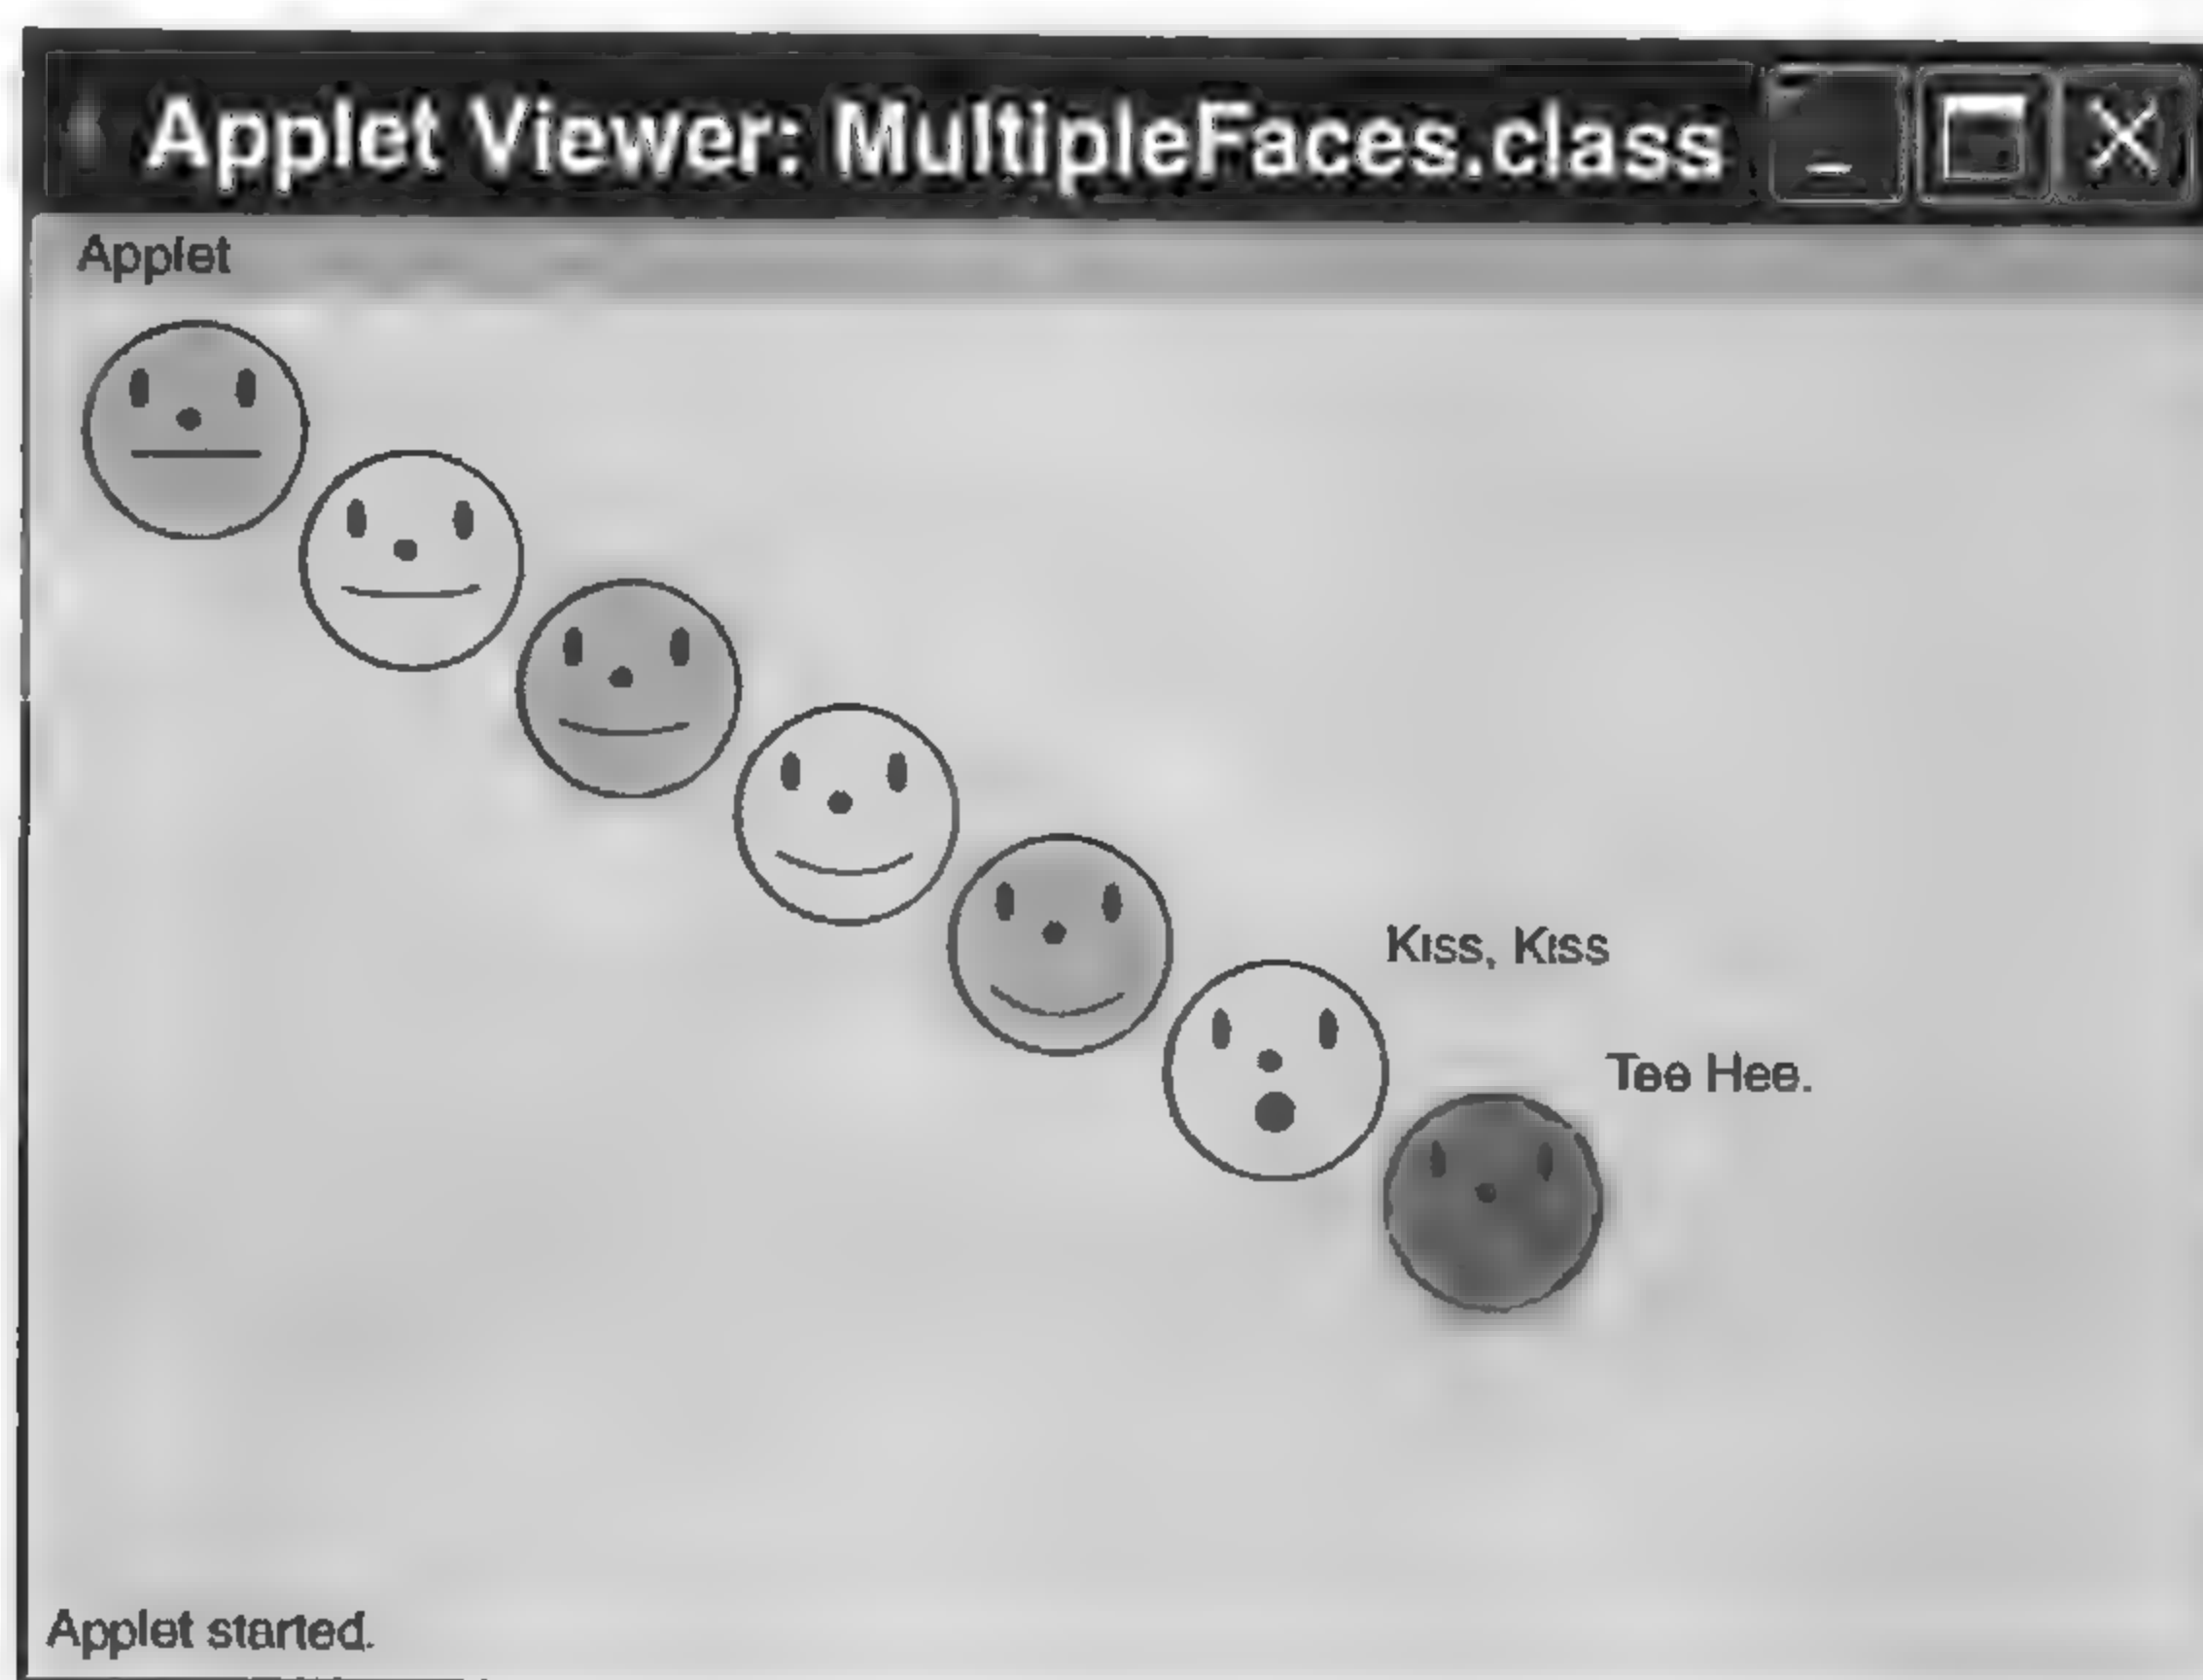 Applet Viewer: MultipleFaces.class
Applet
Kiss, Kiss
Tee Hee.
Applet started.